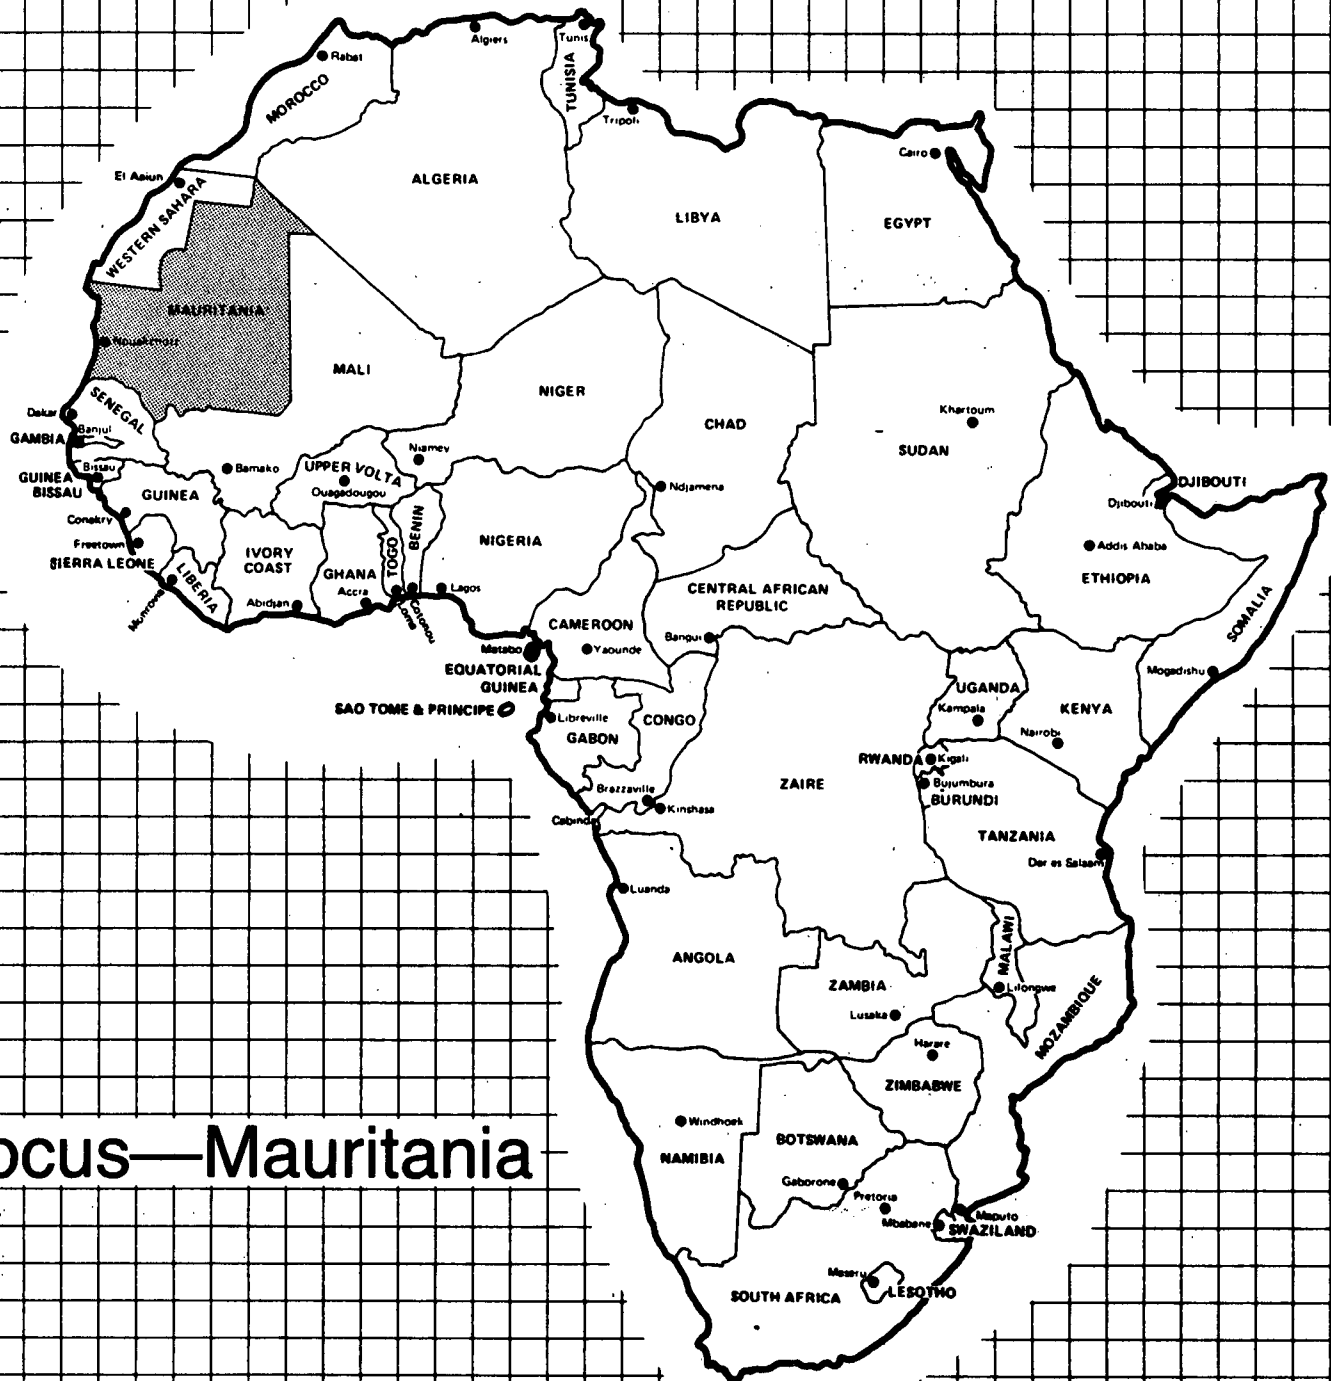 Algiers
Tunis
Rabat
TUNISIA
MOROCCO
Tripoli
Cairo
El Aaiun
ALGERIA
WESTERN SAHARA
LIBYA
EGYPT
MAURITANIA
Nouakchott
MALI
NIGER
SENEGAL
Dakar
Khartoum
CHAD
Banjul
GAMBIA
SUDAN
Niamey
Bissau
Bamako
UPPER VOLTA
GUINEA
BISSAU
DJIBOUTI
Ndjamena
GUINEA
Ouagadougou
Djibouti
Conakry
BENIN
NIGERIA
Freetown
Addis Ahaba
IVORY
COAST
TOGO
SIERRA LEONE
GHANA
ETHIOPIA
LIBERIA
CENTRAL AFRICAN
REPUBLIC
Lagos
Accra
Abidjan
Monrovia
Lome
Cotonou
SOMALIA
CAMEROON
Bangui
Matabo
Yaounde
EQUATORIAL
GUINEA
Mogadishu
UGANDA
SAO TOME & PRINCIPE
Kampala
KENYA
Libreville
CONGO
GABON
Nairobi
RWANDA
Kigali
ZAIRE
Bujumbura
Brazzaville
BURUNDI
Kinshasa
Cabinda
TANZANIA
Dar es Salaam
Luanda
MALAWI
ANGOLA
ZAMBIA
Lilongwe
Lusaka
MOZAMBIQUE
Harare
ZIMBABWE
Windhoek
BOTSWANA
ocus—Mauritania
NAMIBIA
Gaborone
Pretoria
Maputo
Mbabane
SWAZILAND
Maseru
LESOTHO
SOUTH AFRICA